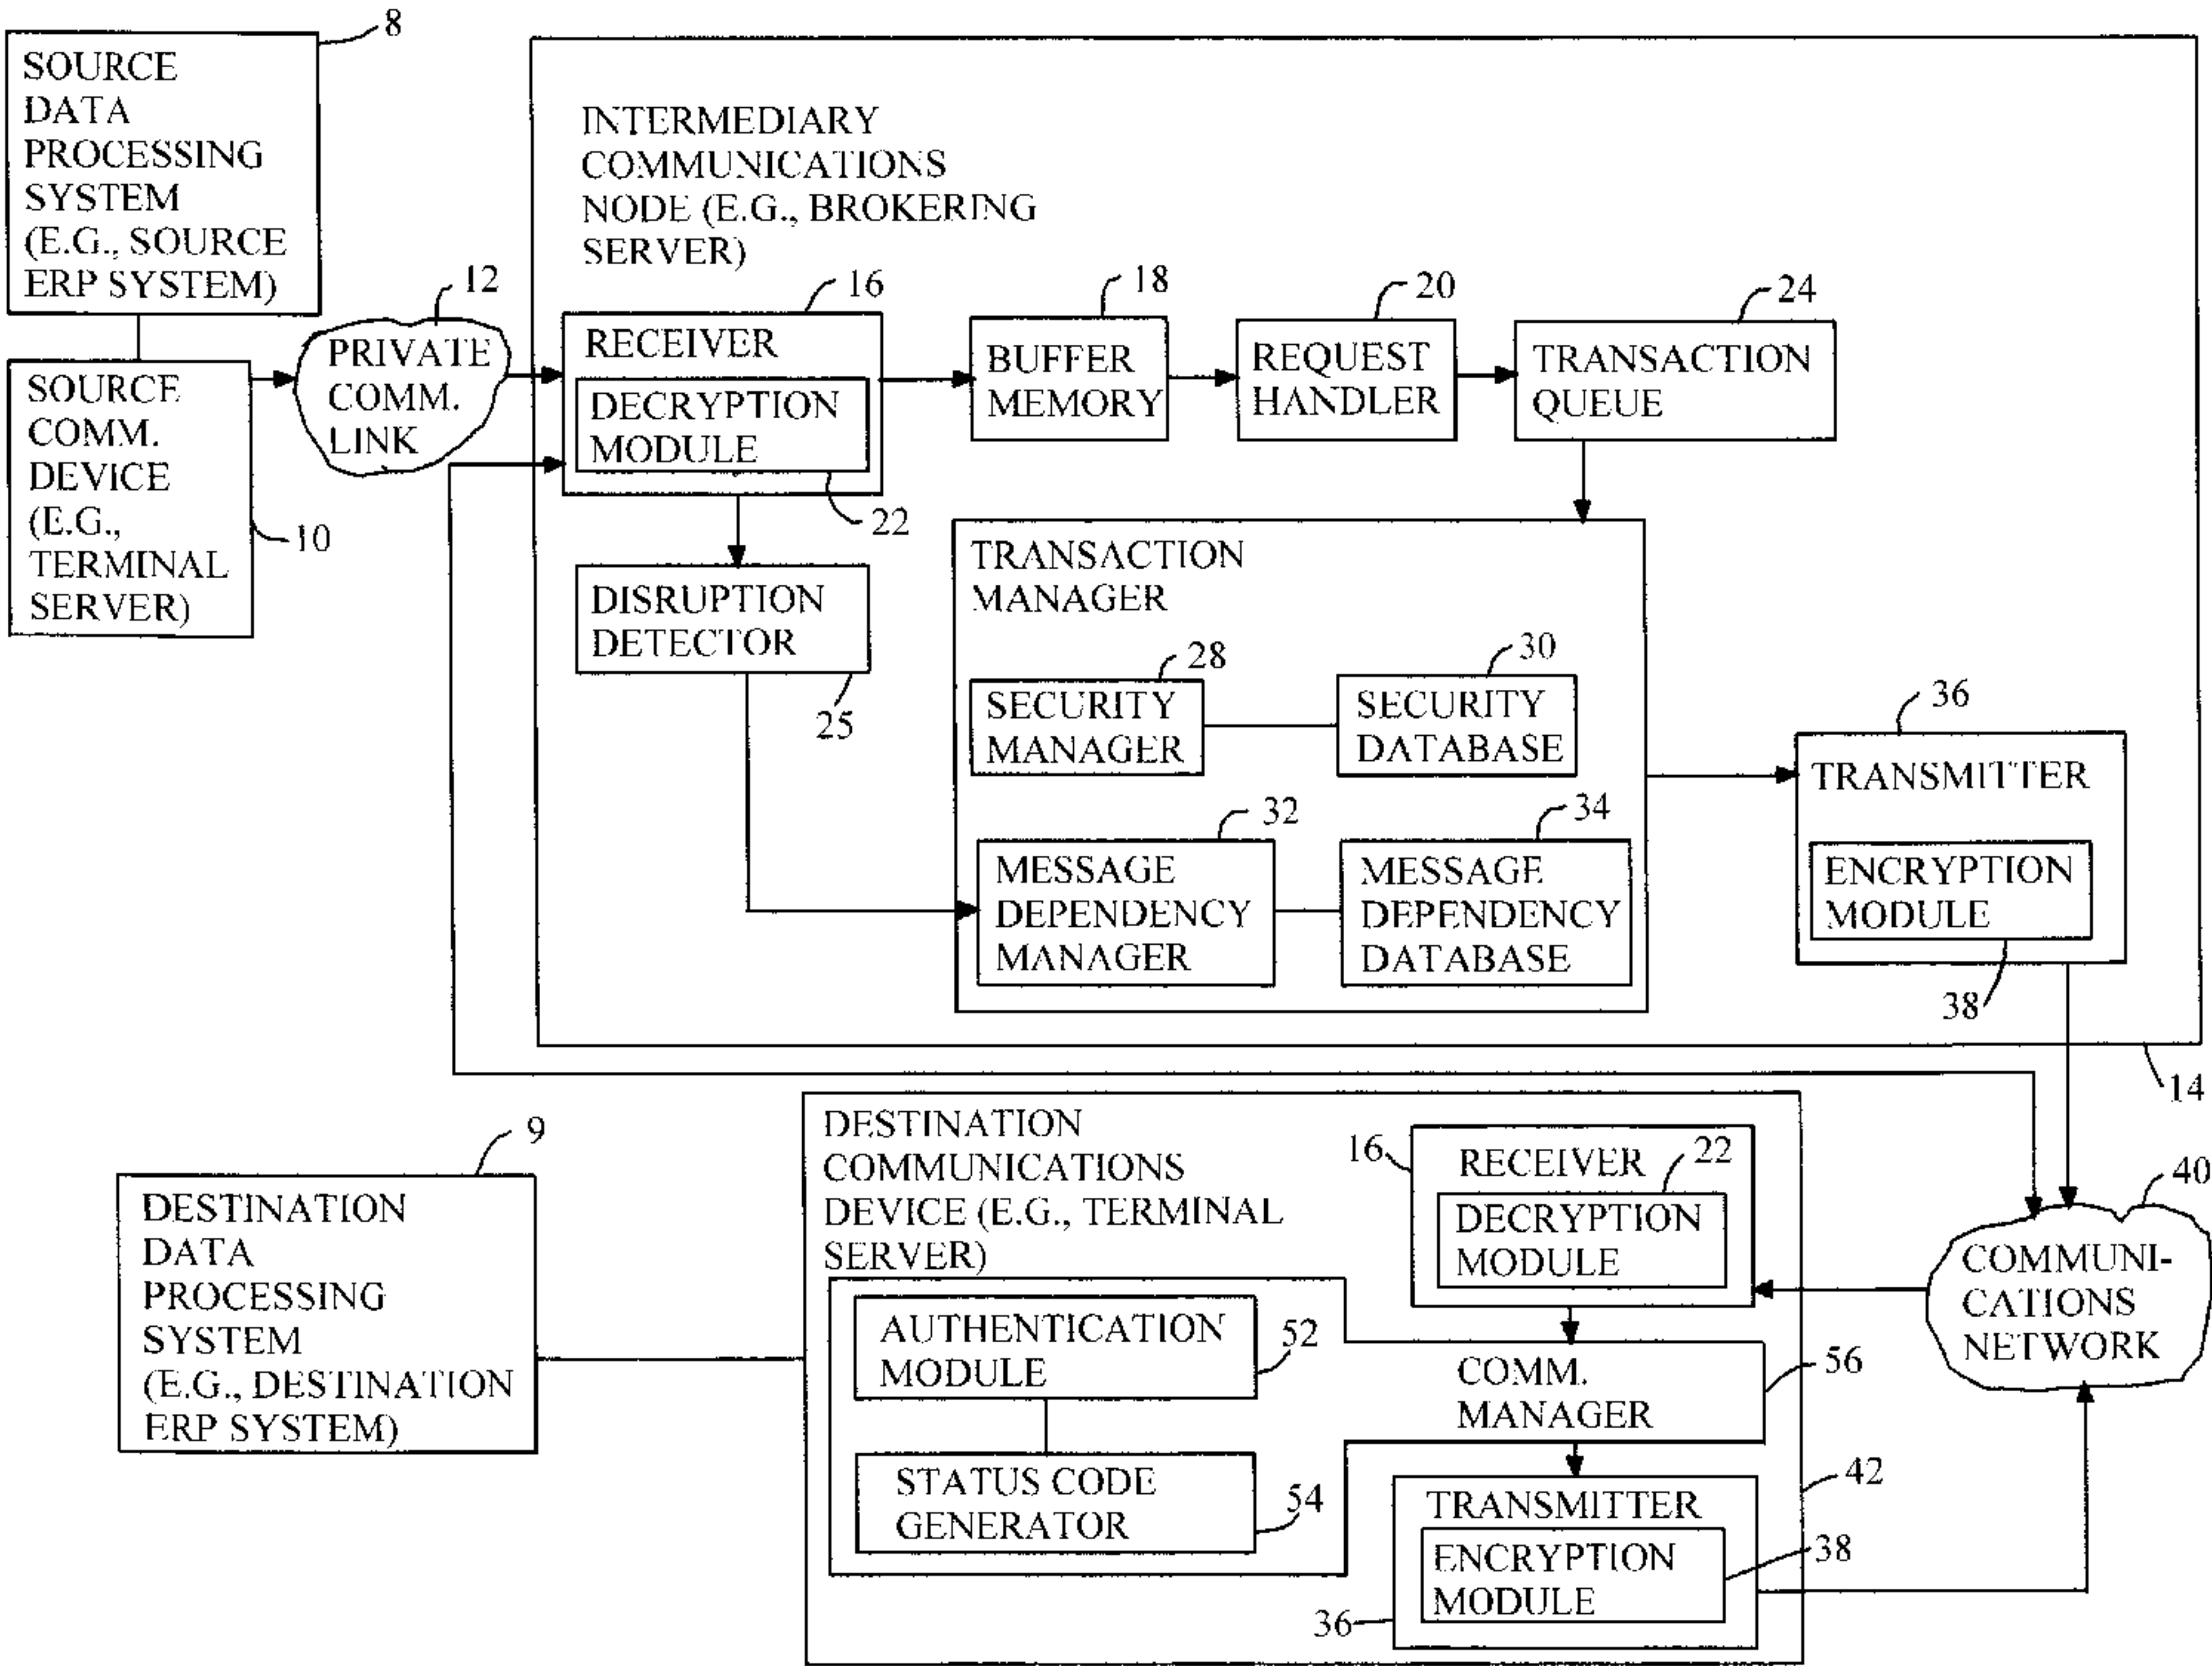 8
SOURCE
DATA
PROCESSING
SYSTEM
(E.G., SOURCE
ERP SYSTEM)
SOURCE
COMM.
DEVICE
(E.G.,
TERMINAL
SERVER)
10
12
PRIVATE
COMM.
LINK
INTERMEDIARY
COMMUNICATIONS
NODE (E.G., BROKERING
SERVER)
16
RECEIVER
DECRYPTION
MODULE
22
18
BUFFER
MEMORY
20
REQUEST
HANDLER
24
TRANSACTION
QUEUE
DISRUPTION
DETECTOR
25
TRANSACTION
MANAGER
28
SECURITY
MANAGER
30
SECURITY
DATABASE
32
MESSAGE
DEPENDENCY
MANAGER
34
MESSAGE
DEPENDENCY
DATABASE
36
TRANSMITTER
ENCRYPTION
MODULE
38
14
9
DESTINATION
DATA
PROCESSING
SYSTEM
(E.G., DESTINATION
ERP SYSTEM)
DESTINATION
COMMUNICATIONS
DEVICE (E.G., TERMINAL
SERVER)
16
RECEIVER
22
DECRYPTION
MODULE
40
COMMUNI-
CATIONS
NETWORK
AUTHENTICATION
MODULE
52
COMM.
MANAGER
56
STATUS CODE
GENERATOR
54
42
TRANSMITTER
ENCRYPTION
MODULE
38
36